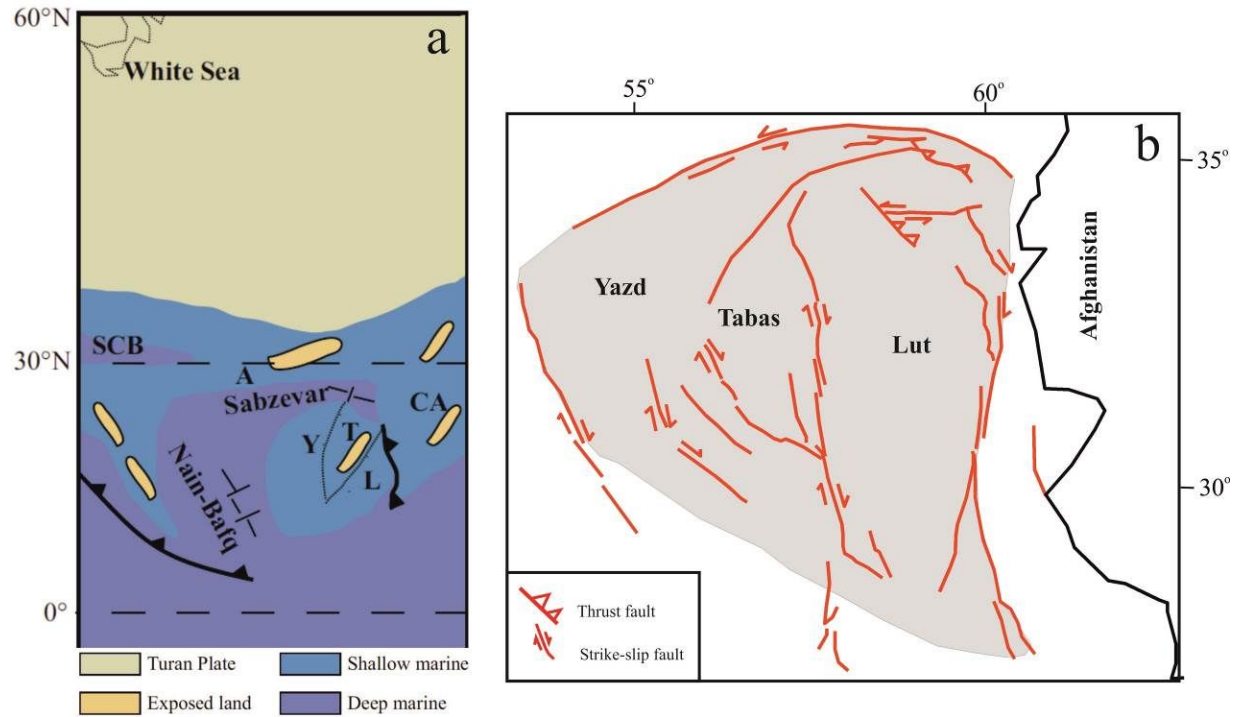 60°N
a
White Sea
30°N
SCB
A
Sabzevar
CA
Y
T
L
Nain-Bafq
0°
Turan Plate
Shallow marine
Exposed land
Deep marine
55°
60°
b
35°
Yazd
Tabas
Lut
Afghanistan
30°
Thrust fault
Strike-slip fault